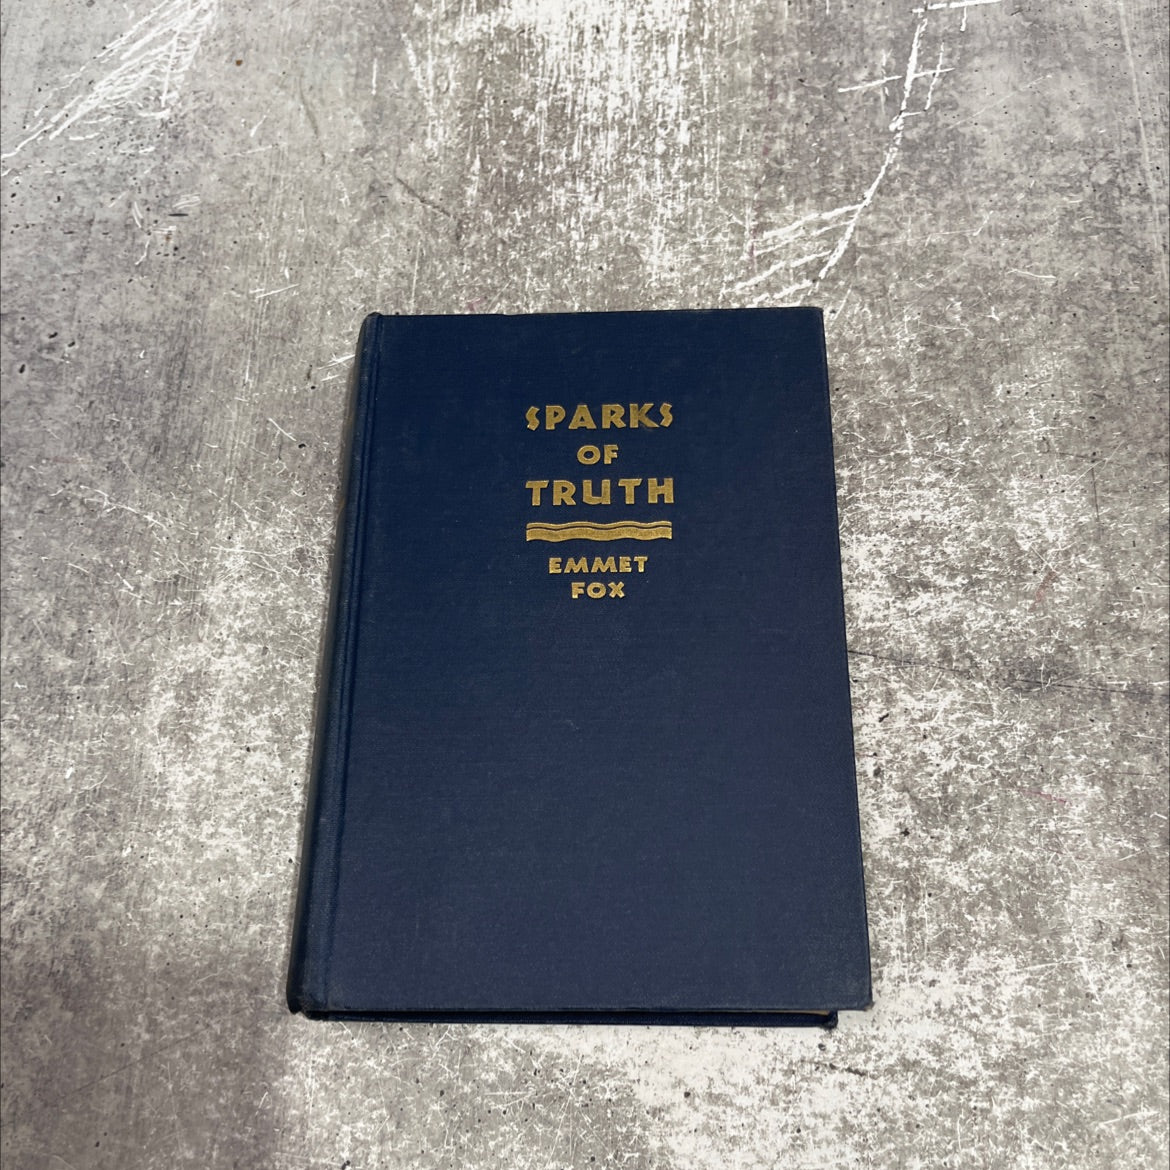 SPARKS
OF
TRUTH
EMMET
FOX